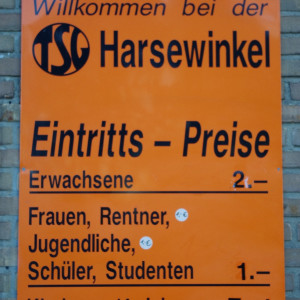 Willkommen bei der
TSG Harsewinkel
Eintritts – Preise
Erwachsene 2.–
Frauen, Rentner,
Jugendliche,
Schüler, Studenten 1.–